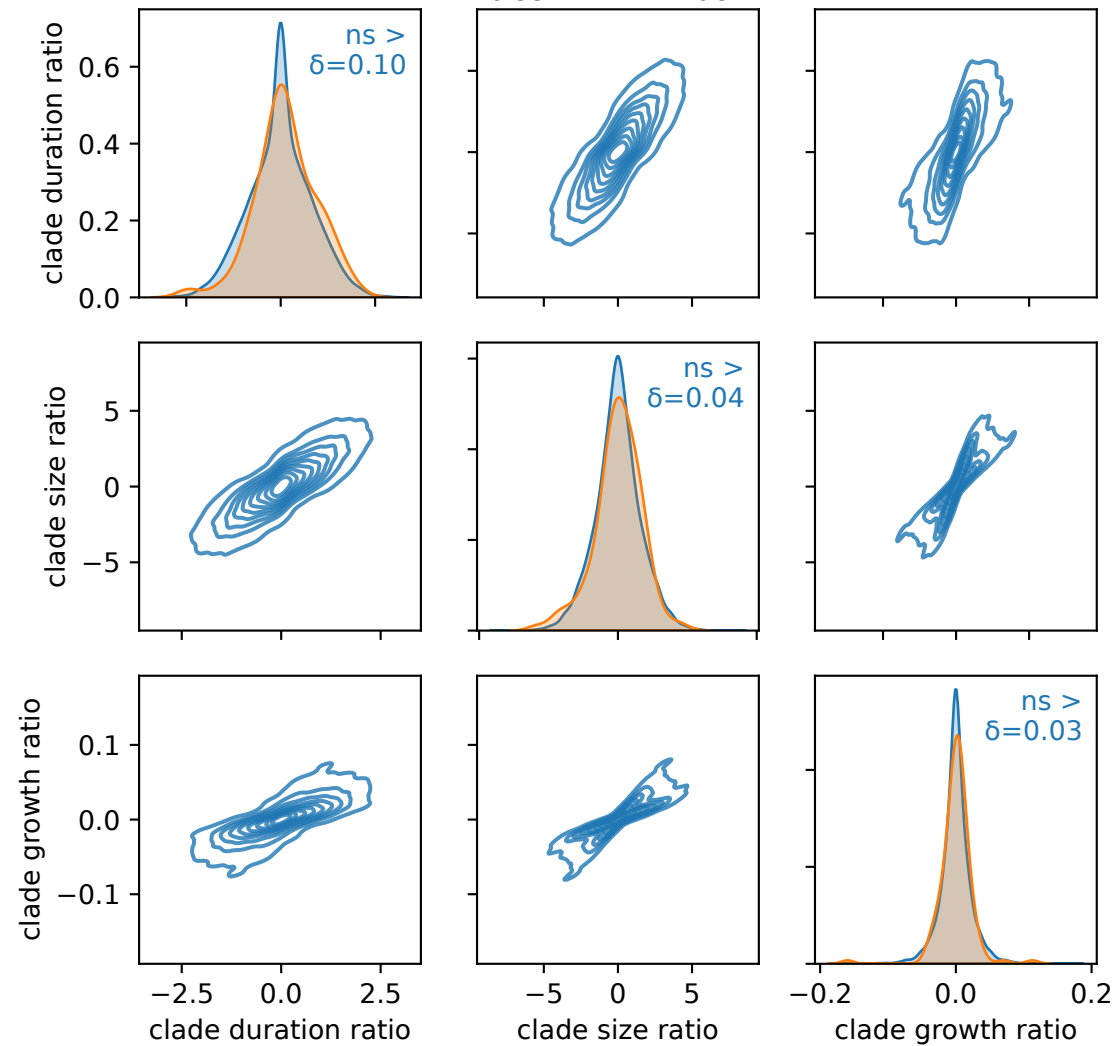 clade duration ratio
0.6
0.4
0.2
0.0
ns >
δ=0.10
clade size ratio
5
0
−5
ns >
δ=0.04
clade growth ratio
0.1
0.0
−0.1
ns >
δ=0.03
−2.5 0.0 2.5
−5 0 5
−0.2 0.0 0.2
clade duration ratio
clade size ratio
clade growth ratio